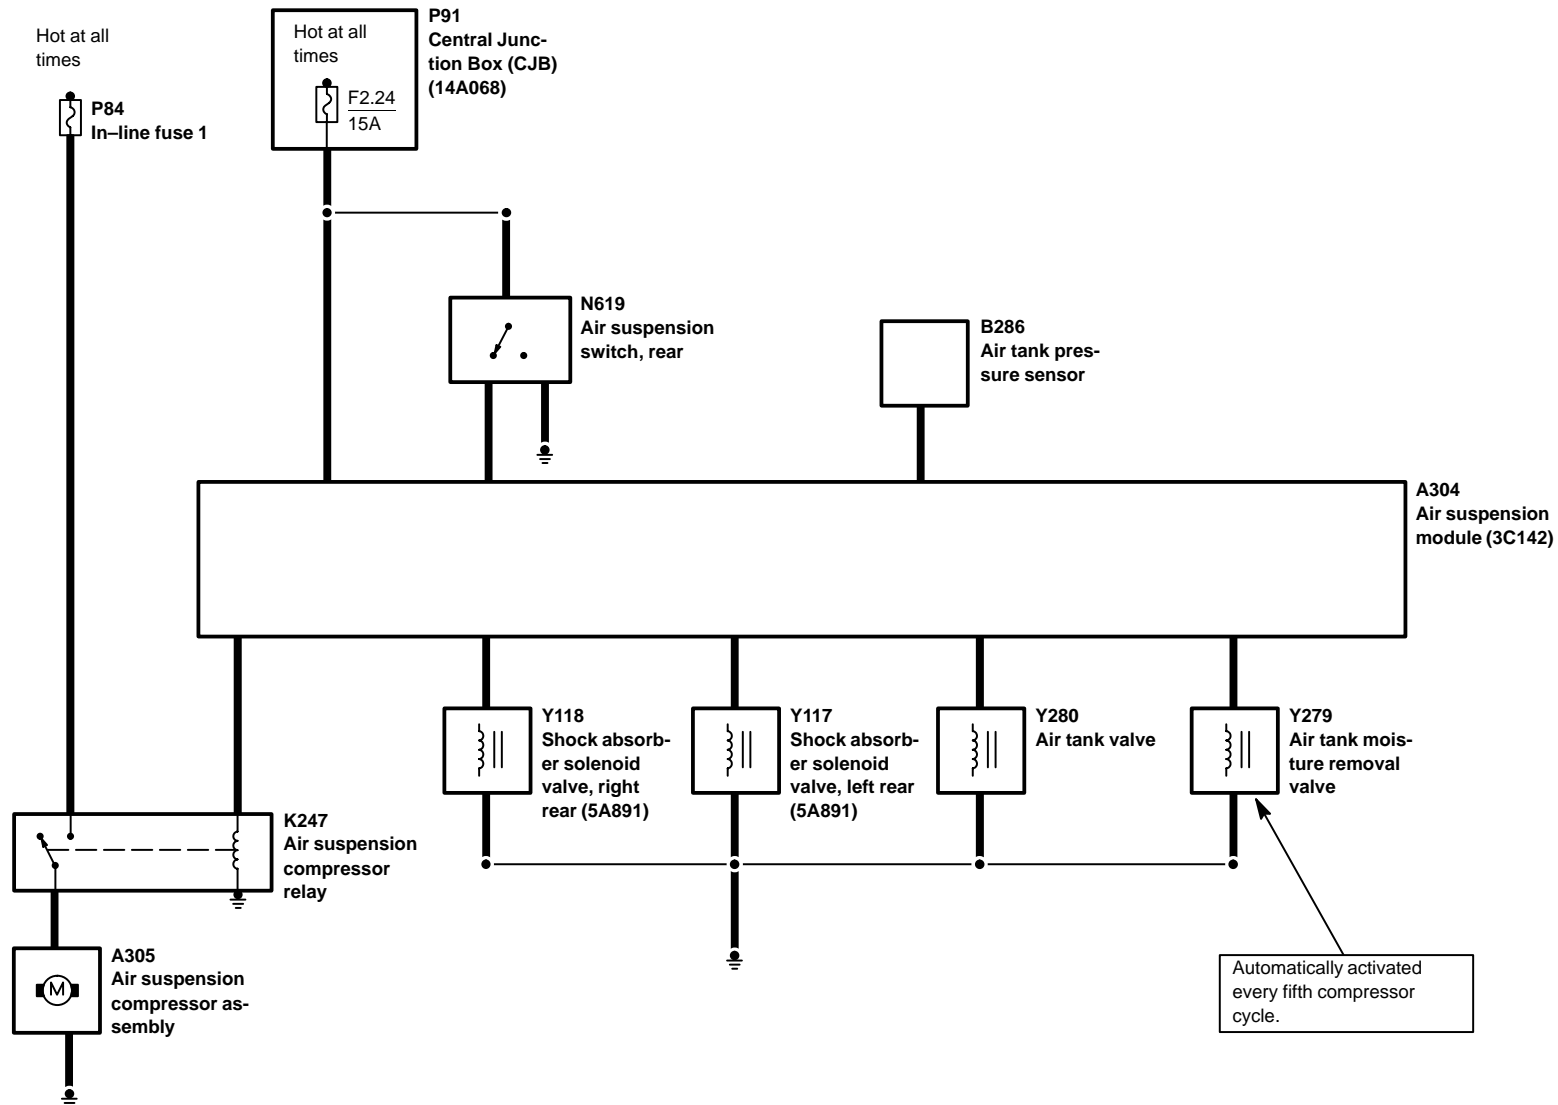 Hot at all
times
P84
In–line fuse 1
Hot at all
times
F2.24
15A
P91
Central Junc-
tion Box (CJB)
(14A068)
N619
Air suspension
switch, rear
B286
Air tank pres-
sure sensor
A304
Air suspension
module (3C142)
Y118
Shock absorb-
er solenoid
valve, right
rear (5A891)
Y117
Shock absorb-
er solenoid
valve, left rear
(5A891)
Y280
Air tank valve
Y279
Air tank mois-
ture removal
valve
K247
Air suspension
compressor
relay
A305
Air suspension
compressor as-
sembly
M
Automatically activated
every fifth compressor
cycle.